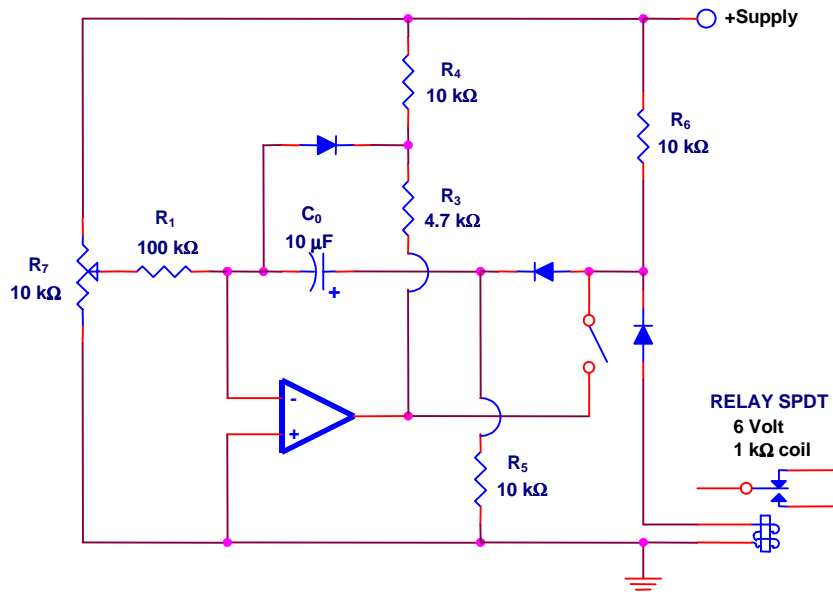 +Supply
R4
10 kΩ
R6
10 kΩ
R3
4.7 kΩ
C0
10 μF
+
R1
100 kΩ
R7
10 kΩ
-
+
R5
10 kΩ
RELAY SPDT
6 Volt
1 kΩ coil